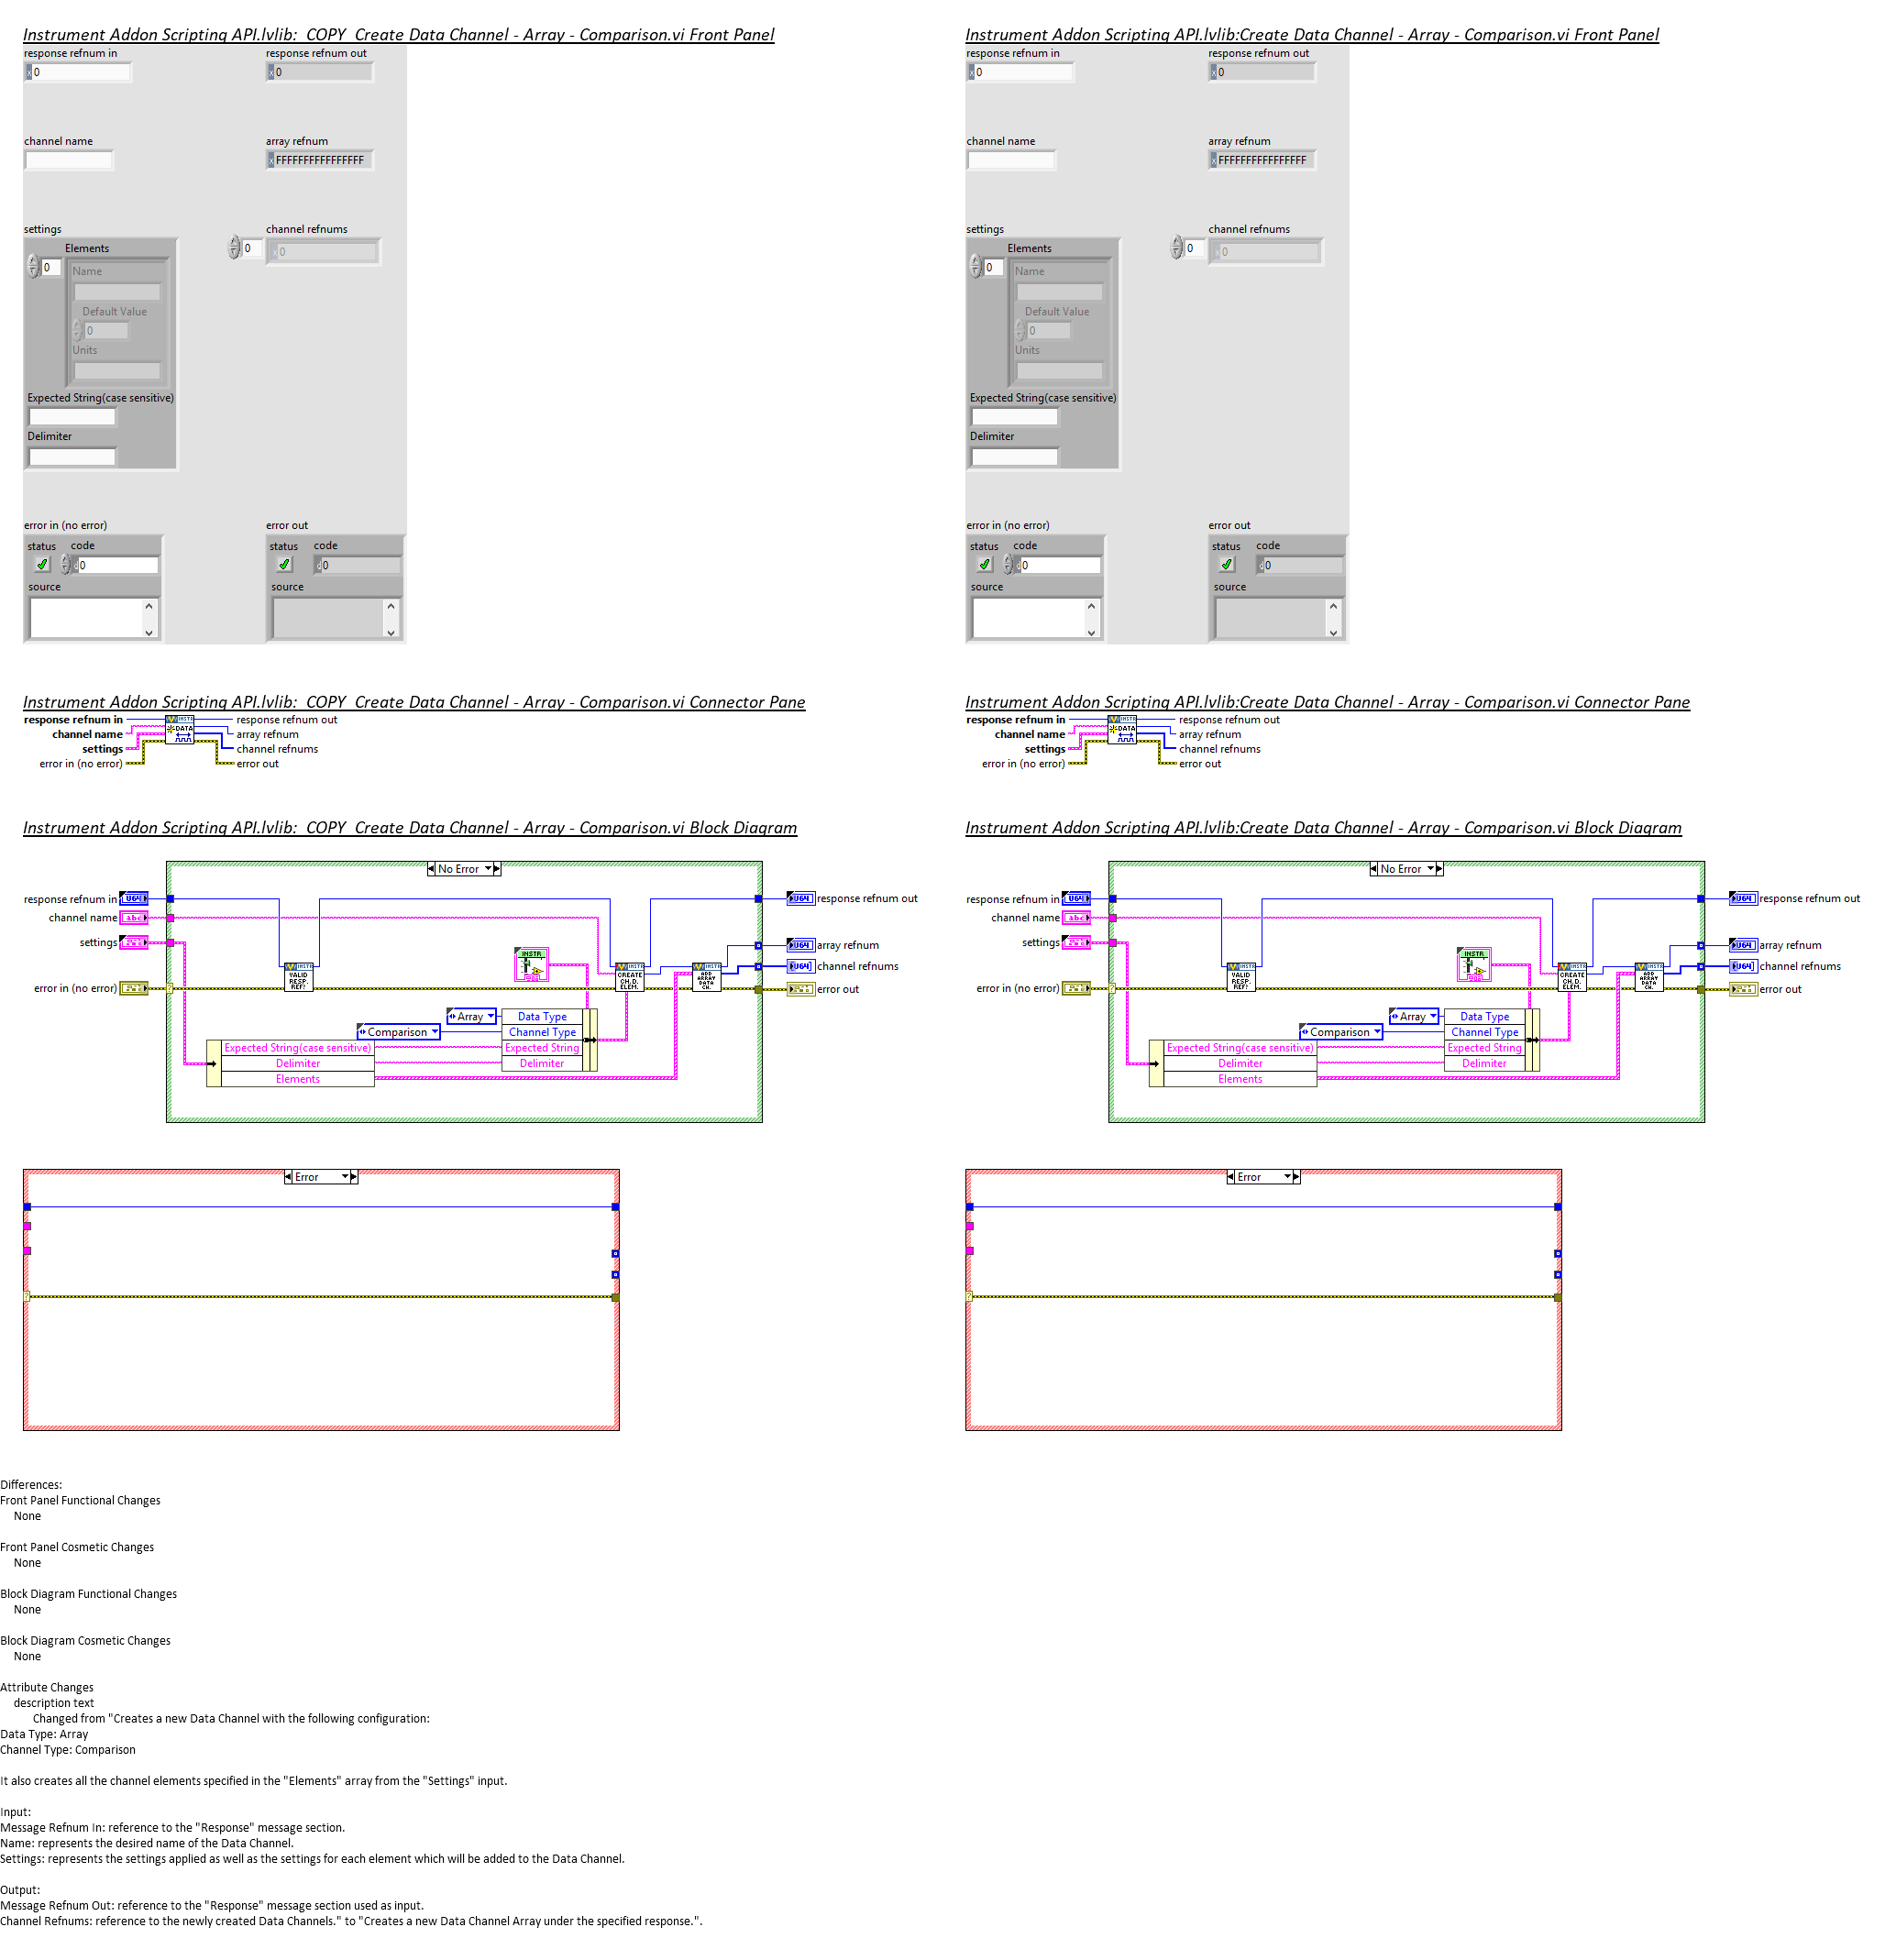 Instrument Addon Scripting API.lvlib:  COPY  Create Data Channel - Array - Comparison.vi Front Panel
response refnum in
response refnum out
0
0
channel name
array refnum
FFFFFFFFFFFFFFFF
settings
channel refnums
Elements
0
0
0
Name
Default Value
0
Units
Expected String(case sensitive)
Delimiter
error in (no error)
error out
status code
status code
0
0
source
source
Instrument Addon Scripting API.lvlib:Create Data Channel - Array - Comparison.vi Front Panel
response refnum in
response refnum out
0
0
channel name
array refnum
FFFFFFFFFFFFFFFF
settings
channel refnums
Elements
0
0
0
Name
Default Value
0
Units
Expected String(case sensitive)
Delimiter
error in (no error)
error out
status code
status code
0
0
source
source
Instrument Addon Scripting API.lvlib:  COPY  Create Data Channel - Array - Comparison.vi Connector Pane
response refnum in
response refnum out
channel name
array refnum
settings
channel refnums
error in (no error)
error out
INSTR
DATA
Instrument Addon Scripting API.lvlib:Create Data Channel - Array - Comparison.vi Connector Pane
response refnum in
response refnum out
channel name
array refnum
settings
channel refnums
error in (no error)
error out
INSTR
DATA
Instrument Addon Scripting API.lvlib:  COPY  Create Data Channel - Array - Comparison.vi Block Diagram
No Error
response refnum in
U64
U64
response refnum out
channel name
abc
settings
U64
array refnum
INSTR
U64
channel refnums
INSTR
VALID
RESP.
REF?
INSTR
CREATE
CH.D.
ELEM.
INSTR
ADD
ARRAY
DATA
CH.
error in (no error)
error out
Array
Data Type
Comparison
Channel Type
Expected String(case sensitive)
Expected String
Delimiter
Delimiter
Elements
Error
Instrument Addon Scripting API.lvlib:Create Data Channel - Array - Comparison.vi Block Diagram
No Error
response refnum in
U64
U64
response refnum out
channel name
abc
settings
U64
array refnum
INSTR
U64
channel refnums
INSTR
VALID
RESP.
REF?
INSTR
CREATE
CH.D.
ELEM.
INSTR
ADD
ARRAY
DATA
CH.
error in (no error)
error out
Array
Data Type
Comparison
Channel Type
Expected String(case sensitive)
Expected String
Delimiter
Delimiter
Elements
Error
Differences:
Front Panel Functional Changes
None
Front Panel Cosmetic Changes
None
Block Diagram Functional Changes
None
Block Diagram Cosmetic Changes
None
Attribute Changes
description text
Changed from "Creates a new Data Channel with the following configuration:
Data Type: Array
Channel Type: Comparison
It also creates all the channel elements specified in the "Elements" array from the "Settings" input.
Input:
Message Refnum In: reference to the "Response" message section.
Name: represents the desired name of the Data Channel.
Settings: represents the settings applied as well as the settings for each element which will be added to the Data Channel.
Output:
Message Refnum Out: reference to the "Response" message section used as input.
Channel Refnums: reference to the newly created Data Channels." to "Creates a new Data Channel Array under the specified response.".